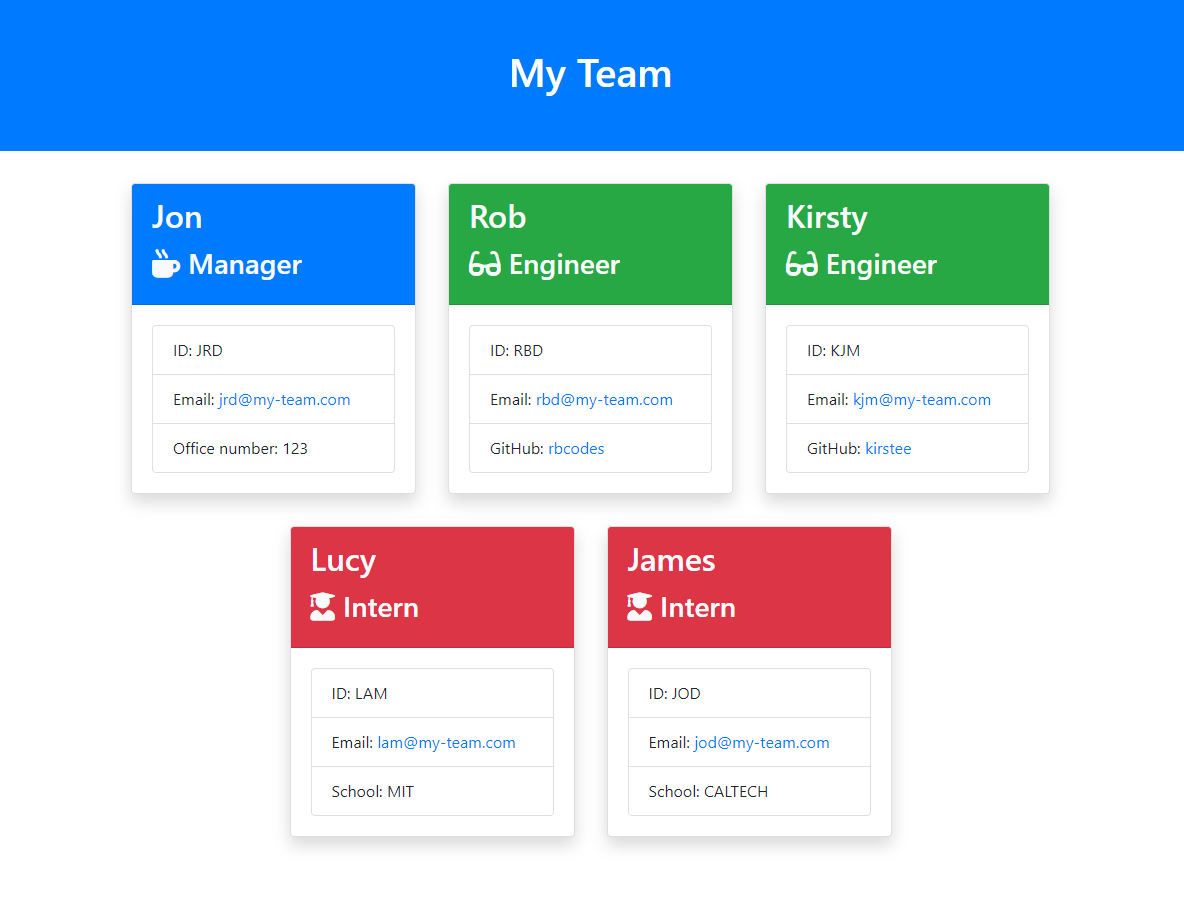 My Team
Jon
Manager
ID: JRD
Email: jrd@my-team.com
Office number: 123
Rob
Engineer
ID: RBD
Email: rbd@my-team.com
GitHub: rbcodes
Kirsty
Engineer
ID: KJM
Email: kjm@my-team.com
GitHub: kirstee
Lucy
Intern
ID: LAM
Email: lam@my-team.com
School: MIT
James
Intern
ID: JOD
Email: jod@my-team.com
School: CALTECH